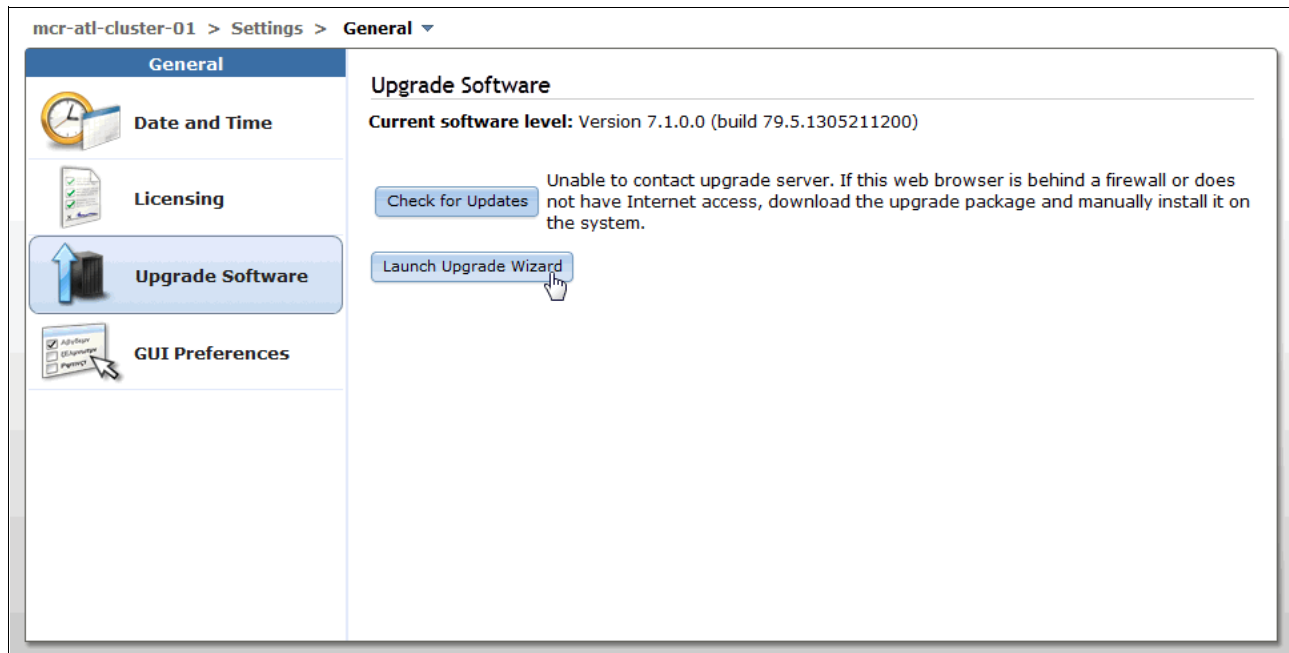 mcr-atl-cluster-01 > Settings > General
General
Date and Time
Licensing
Upgrade Software
GUI Preferences
Upgrade Software
Current software level: Version 7.1.0.0 (build 79.5.1305211200)
Check for Updates
Unable to contact upgrade server. If this web browser is behind a firewall or does
not have Internet access, download the upgrade package and manually install it on
the system.
Launch Upgrade Wizard